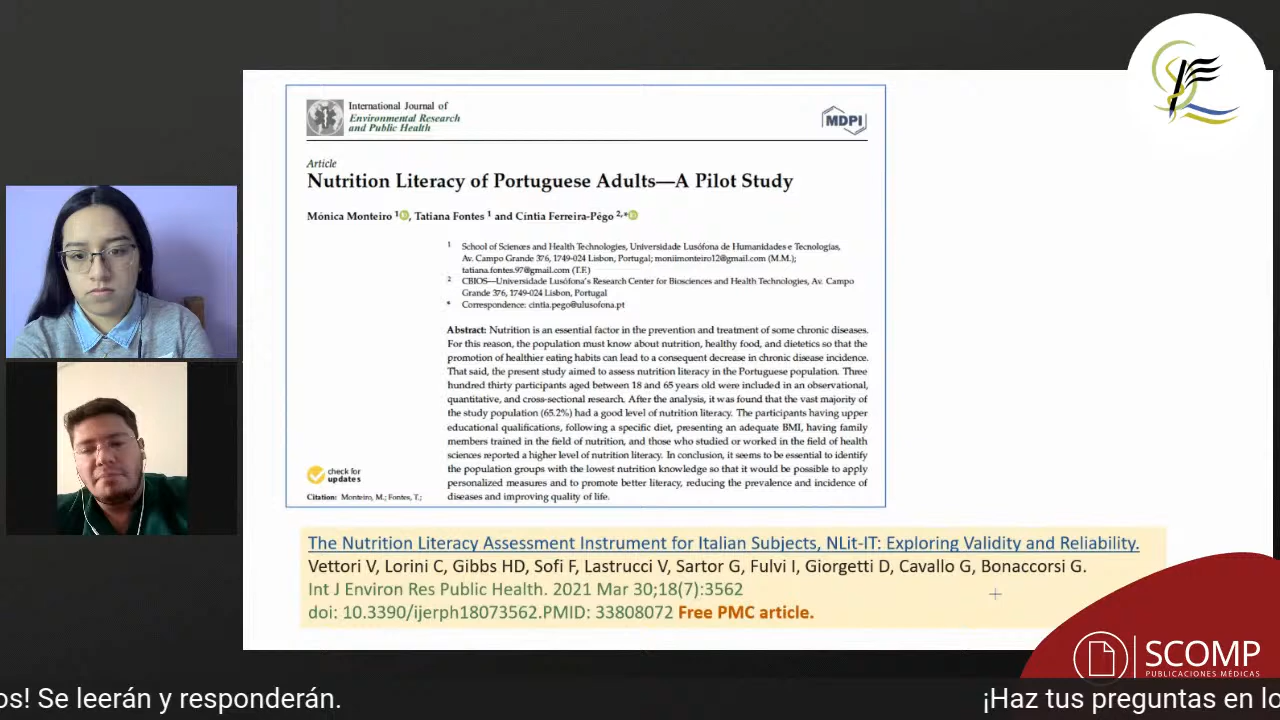 International Journal of
Environmental Research
and Public Health
MDPI
Article
Nutrition Literacy of Portuguese Adults—A Pilot Study
Mónica Monteiro 1, Tatiana Fontes 1 and Cíntia Ferreira-Pêgo 2,*
1 School of Sciences and Health Technologies, Universidade Lusófona de Humanidades e Tecnologias,
Av. Campo Grande 376, 1749-024 Lisbon, Portugal; moniimonteiro12@gmail.com (M.M.);
tatiana.fontes.97@gmail.com (T.F.)
2 CBIOS—Universidade Lusófona's Research Center for Biosciences and Health Technologies, Av. Campo
Grande 376, 1749-024 Lisbon, Portugal
* Correspondence: cintia.pego@ulusofona.pt
Abstract: Nutrition is an essential factor in the prevention and treatment of some chronic diseases.
For this reason, the population must know about nutrition, healthy food, and dietetics so that the
promotion of healthier eating habits can lead to a consequent decrease in chronic disease incidence.
That said, the present study aimed to assess nutrition literacy in the Portuguese population. Three
hundred thirty participants aged between 18 and 65 years old were included in an observational,
quantitative, and cross-sectional research. After the analysis, it was found that the vast majority of
the study population (65.2%) had a good level of nutrition literacy. The participants having upper
educational qualifications, following a specific diet, presenting an adequate BMI, having family
members trained in the field of nutrition, and those who studied or worked in the field of health
sciences reported a higher level of nutrition literacy. In conclusion, it seems to be essential to identify
the population groups with the lowest nutrition knowledge so that it would be possible to apply
personalized measures and to promote better literacy, reducing the prevalence and incidence of
diseases and improving quality of life.
check for
updates
Citation: Monteiro, M.; Fontes, T.;
The Nutrition Literacy Assessment Instrument for Italian Subjects, NLit-IT: Exploring Validity and Reliability.
Vettori V, Lorini C, Gibbs HD, Sofi F, Lastrucci V, Sartor G, Fulvi I, Giorgetti D, Cavallo G, Bonaccorsi G.
Int J Environ Res Public Health. 2021 Mar 30;18(7):3562
doi: 10.3390/ijerph18073562.PMID: 33808072 Free PMC article.
SCOMP
PUBLICACIONES MÉDICAS
os! Se leerán y responderán.
¡Haz tus preguntas en lo